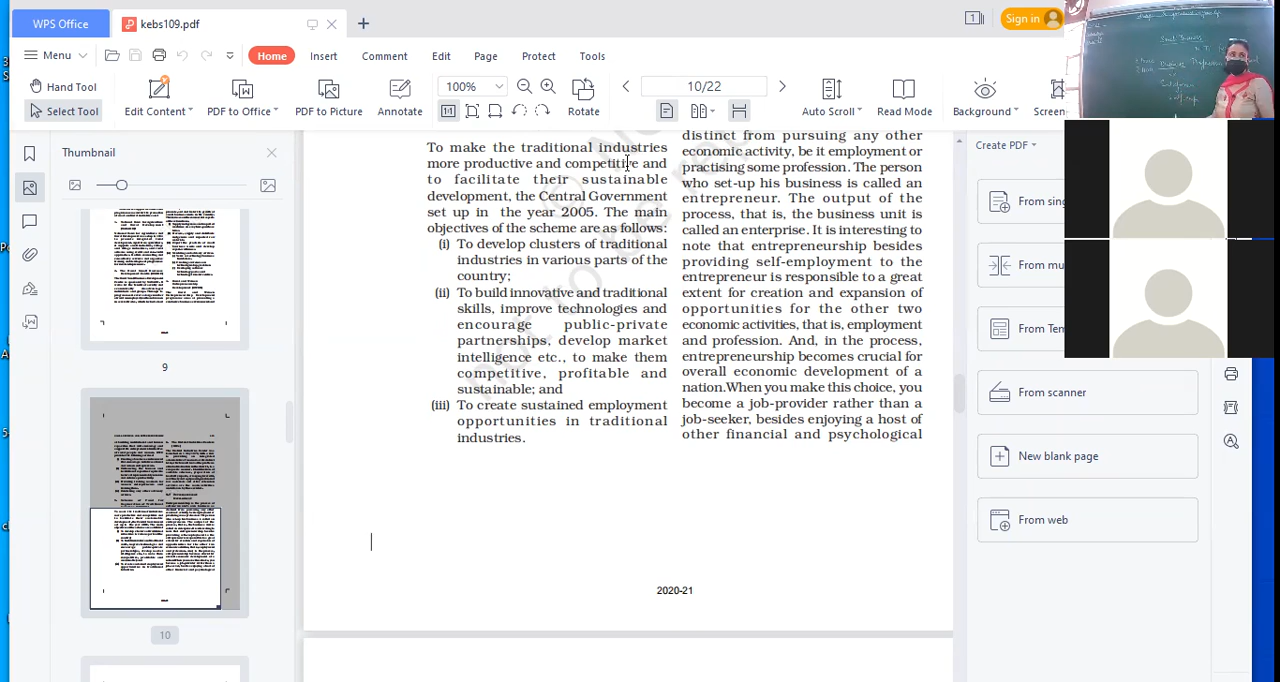 WPS Office
kebs109.pdf
Sign in
Menu
Home
Insert
Comment
Edit
Page
Protect
Tools
Hand Tool
Select Tool
Edit Content
PDF to Office
PDF to Picture
Annotate
100%
Rotate
10/22
Auto Scroll
Read Mode
Background
Screen
Thumbnail
9
10
To make the traditional industries
more productive and competitive and
to facilitate their sustainable
development, the Central Government
set up in the year 2005. The main
objectives of the scheme are as follows:
(i) To develop clusters of traditional
industries in various parts of the
country;
(ii) To build innovative and traditional
skills, improve technologies and
encourage public-private
partnerships, develop market
intelligence etc., to make them
competitive, profitable and
sustainable; and
(iii) To create sustained employment
opportunities in traditional
industries.
distinct from pursuing any other
economic activity, be it employment or
practising some profession. The person
who set-up his business is called an
entrepreneur. The output of the
process, that is, the business unit is
called an enterprise. It is interesting to
note that entrepreneurship besides
providing self-employment to the
entrepreneur is responsible to a great
extent for creation and expansion of
opportunities for the other two
economic activities, that is, employment
and profession. And, in the process,
entrepreneurship becomes crucial for
overall economic development of a
nation.When you make this choice, you
become a job-provider rather than a
job-seeker, besides enjoying a host of
other financial and psychological
2020-21
Create PDF
From sing
From mu
From Tem
From scanner
New blank page
From web